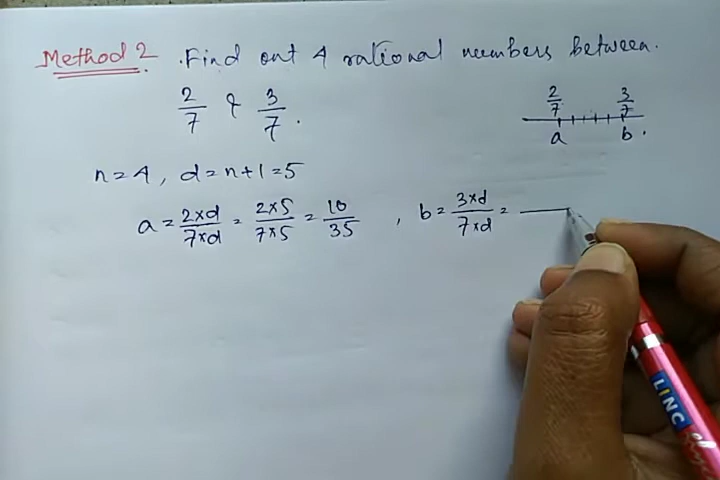 Method 2 . Find out 4 rational numbers between.
2/7 & 3/7 .
2/7 3/7
a b .
n = 4 , d = n+1 = 5
a = 2×d/7×d = 2×5/7×5 = 10/35 , b = 3×d/7×d =
LINC